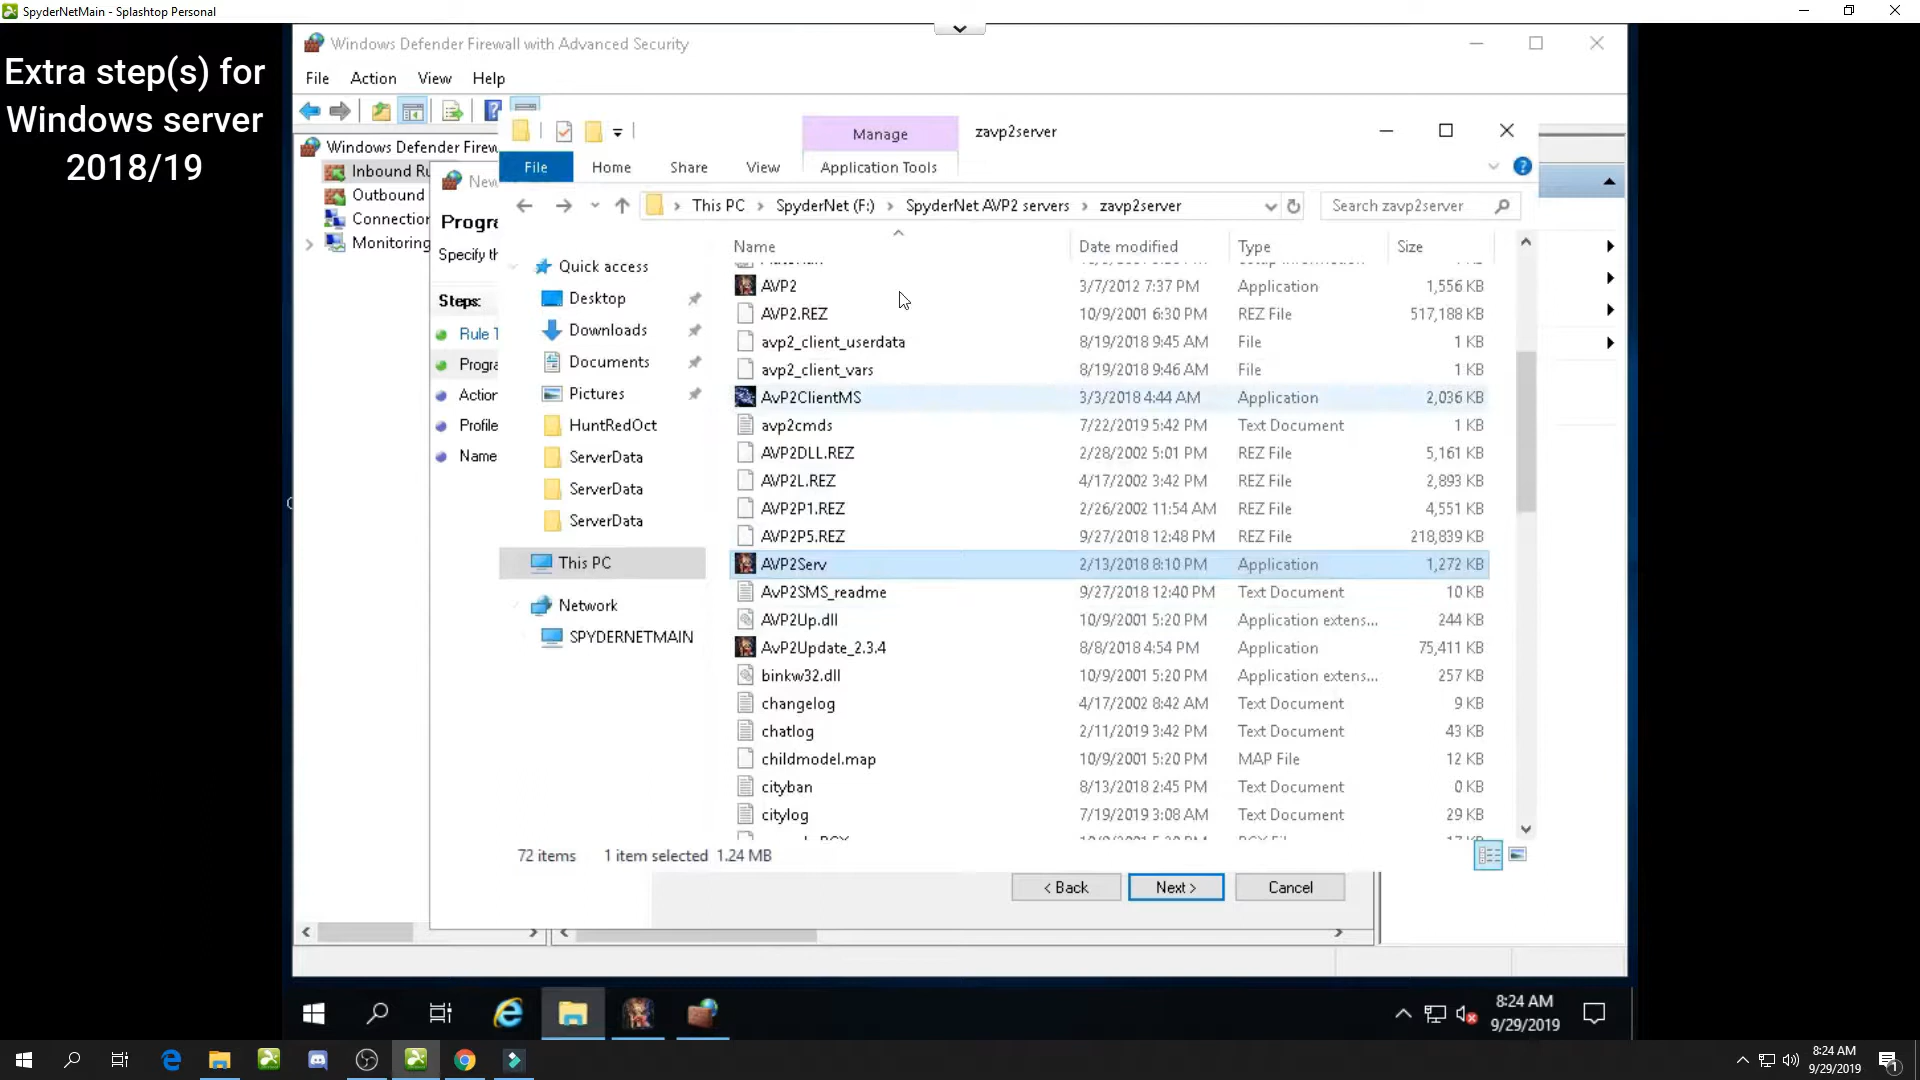 SpyderNetMain - Splashtop Personal
Extra step(s) for
Windows server
2018/19
Windows Defender Firewall with Advanced Security
File Action View Help
Windows Defender Firew
Inbound Ru
Outbound
Connection
Monitoring
New
Progra
Specify th
Steps:
Rule T
Progra
Action
Profile
Name
Manage
zavp2server
File Home Share View Application Tools
This PC > SpyderNet (F:) > SpyderNet AVP2 servers > zavp2server
Search zavp2server
Quick access
Desktop
Downloads
Documents
Pictures
HuntRedOct
ServerData
ServerData
ServerData
This PC
Network
SPYDERNETMAIN
Name Date modified Type Size
AVP2 3/7/2012 7:37 PM Application 1,556 KB
AVP2.REZ 10/9/2001 6:30 PM REZ File 517,188 KB
avp2_client_userdata 8/19/2018 9:45 AM File 1 KB
avp2_client_vars 8/19/2018 9:46 AM File 1 KB
AvP2ClientMS 3/3/2018 4:44 AM Application 2,036 KB
avp2cmds 7/22/2019 5:42 PM Text Document 1 KB
AVP2DLL.REZ 2/28/2002 5:01 PM REZ File 5,161 KB
AVP2L.REZ 4/17/2002 3:42 PM REZ File 2,893 KB
AVP2P1.REZ 2/26/2002 11:54 AM REZ File 4,551 KB
AVP2P5.REZ 9/27/2018 12:48 PM REZ File 218,839 KB
AVP2Serv 2/13/2018 8:10 PM Application 1,272 KB
AvP2SMS_readme 9/27/2018 12:40 PM Text Document 10 KB
AVP2Up.dll 10/9/2001 5:20 PM Application extens... 244 KB
AvP2Update_2.3.4 8/8/2018 4:54 PM Application 75,411 KB
binkw32.dll 10/9/2001 5:20 PM Application extens... 257 KB
changelog 4/17/2002 8:42 AM Text Document 9 KB
chatlog 2/11/2019 3:42 PM Text Document 43 KB
childmodel.map 10/9/2001 5:20 PM MAP File 12 KB
cityban 8/13/2018 2:45 PM Text Document 0 KB
citylog 7/19/2019 3:08 AM Text Document 29 KB
72 items 1 item selected 1.24 MB
< Back Next > Cancel
8:24 AM
9/29/2019
8:24 AM
9/29/2019
1